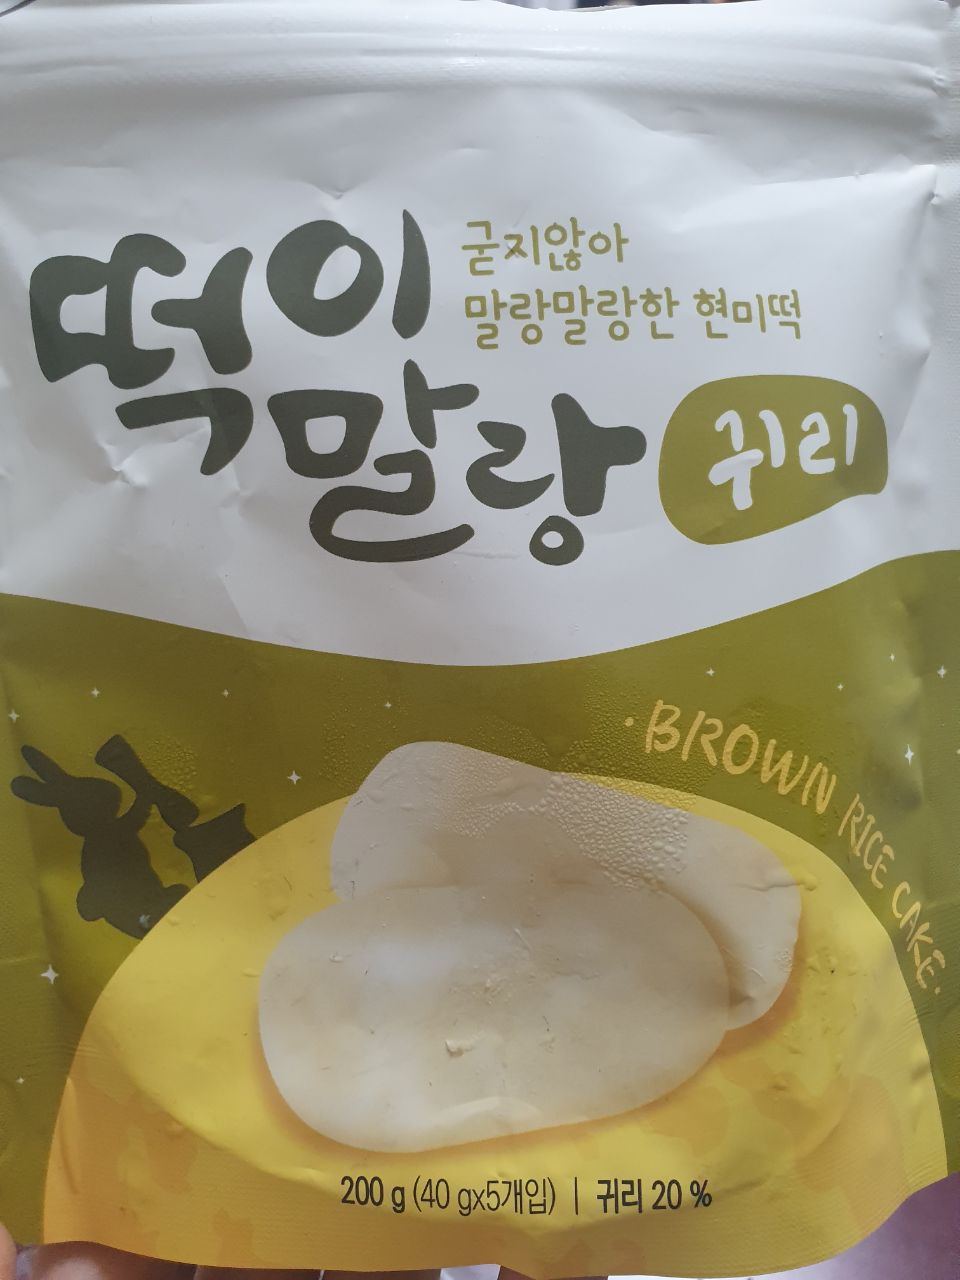 떡이
말랑
굳지않아
말랑말랑한 현미떡
귀리
·BROWN RICE CAKE·
200 g (40 gx5개입) | 귀리 20 %